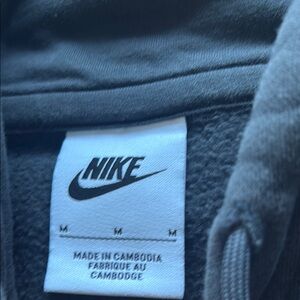 NIKE
M M M
MADE IN CAMBODIA
FABRIQUE AU
CAMBODGE